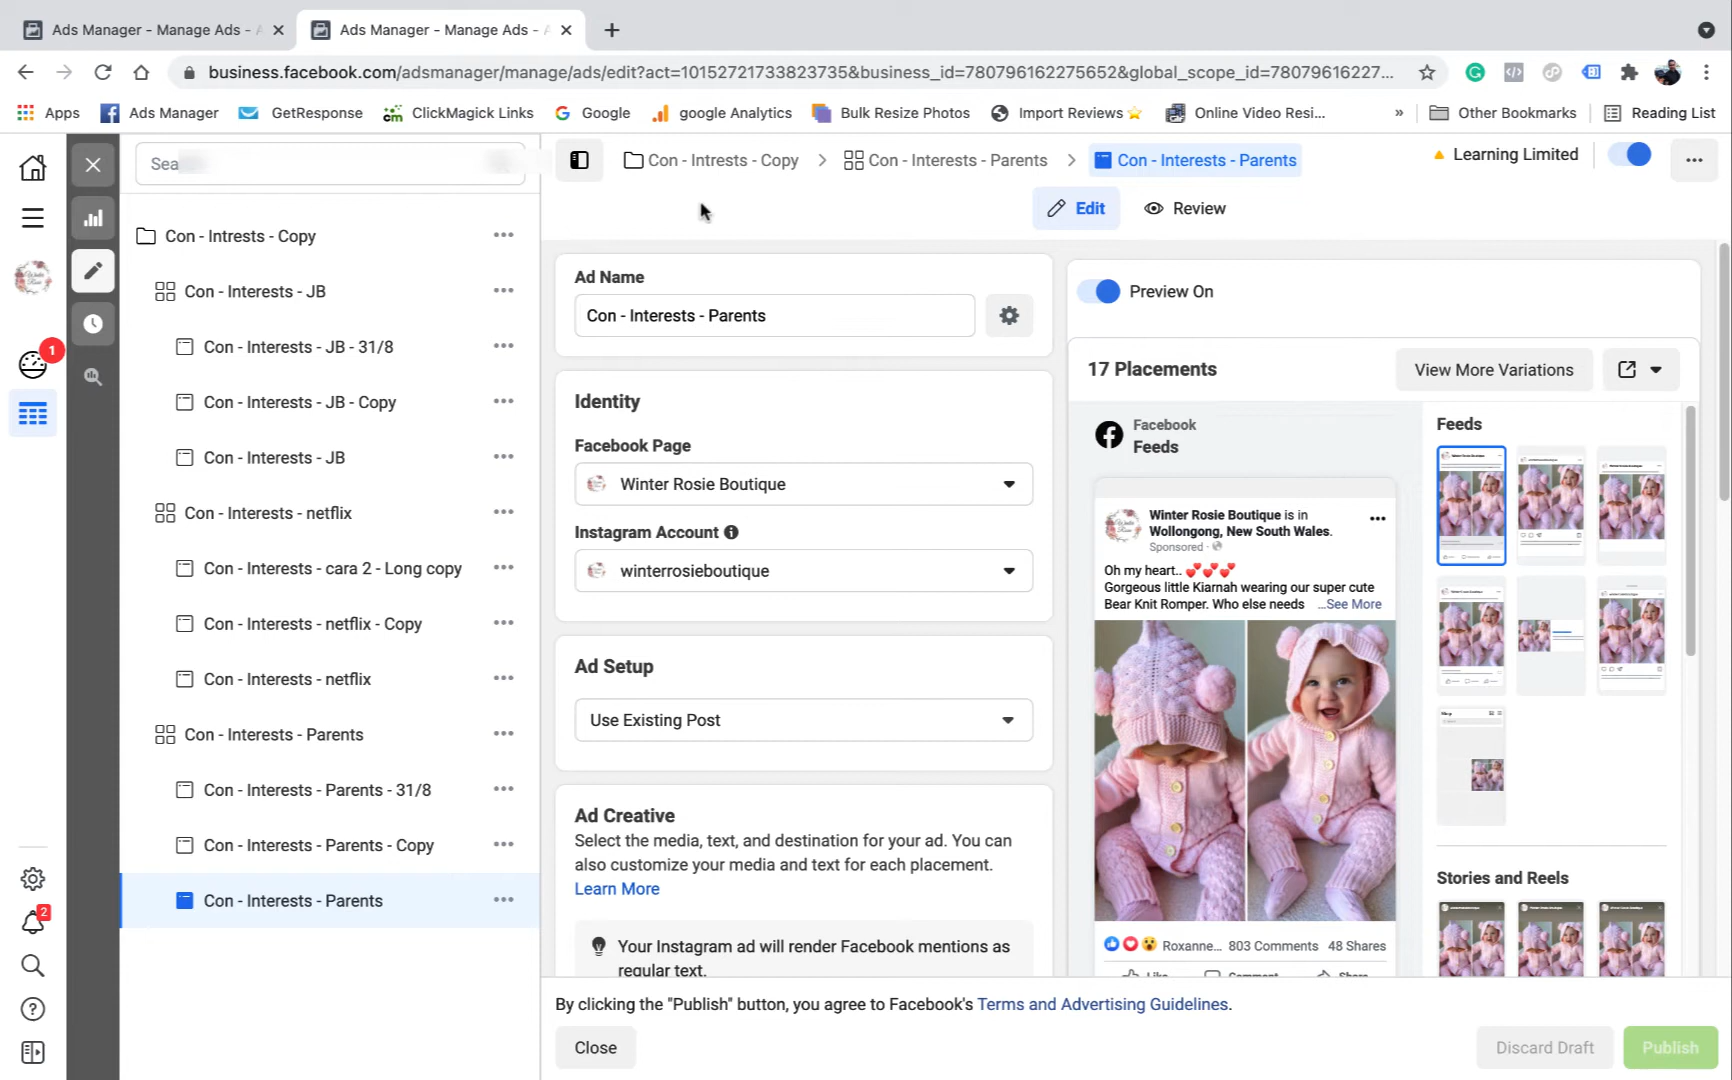 Ads Manager - Manage Ads - A
Ads Manager - Manage Ads - A
business.facebook.com/adsmanager/manage/ads/edit?act=10152721733823735&business_id=780796162275652&global_scope_id=78079616227...
Apps
Ads Manager
GetResponse
ClickMagick Links
Google
google Analytics
Bulk Resize Photos
Import Reviews⭐
Online Video Resi...
»
Other Bookmarks
Reading List
Sea
Con - Intrests - Copy
Con - Interests - JB
Con - Interests - JB - 31/8
Con - Interests - JB - Copy
Con - Interests - JB
Con - Interests - netflix
Con - Interests - cara 2 - Long copy
Con - Interests - netflix - Copy
Con - Interests - netflix
Con - Interests - Parents
Con - Interests - Parents - 31/8
Con - Interests - Parents - Copy
Con - Interests - Parents
1
2
Con - Intrests - Copy > Con - Interests - Parents > Con - Interests - Parents
Learning Limited
Edit
Review
Ad Name
Con - Interests - Parents
Identity
Facebook Page
Winter Rosie Boutique
Instagram Account
winterrosieboutique
Ad Setup
Use Existing Post
Ad Creative
Select the media, text, and destination for your ad. You can
also customize your media and text for each placement.
Learn More
Your Instagram ad will render Facebook mentions as
regular text.
Preview On
17 Placements
View More Variations
Facebook
Feeds
Winter Rosie Boutique is in
Wollongong, New South Wales.
Sponsored ·
Oh my heart.. 💕💕💕
Gorgeous little Kiarnah wearing our super cute
Bear Knit Romper. Who else needs ...See More
Roxanne... 803 Comments 48 Shares
Like
Comment
Share
Feeds
Stories and Reels
By clicking the "Publish" button, you agree to Facebook's Terms and Advertising Guidelines.
Close
Discard Draft
Publish